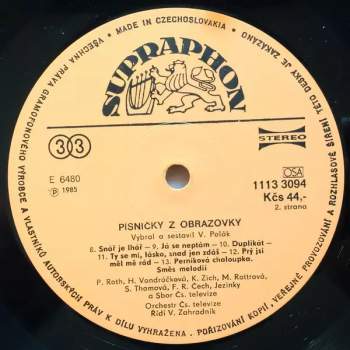 • MADE IN CZECHOSLOVAKIA •
VŠECHNA PRÁVA GRAMOFONOVÉHO VÝROBCE A VLASTNÍKŮ AUTORSKÝCH PRÁV K DÍLU VYHRAŽENA • POŘIZOVÁNÍ KOPIÍ, VEŘEJNÉ PROVOZOVÁNÍ A ROZHLASOVÉ ŠÍŘENÍ TÉTO DESKY JE ZAKÁZÁNO
SUPRAPHON
33
STEREO
E 6480
Ⓟ 1985
OSA
1113 3094
Kčs 44,-
2. strana
PÍSNIČKY Z OBRAZOVKY
Vybral a sestavil V. Polák
8. Snář je lhář – 9. Já se neptám – 10. Duplikát –
11. Ty se mi, lásko, snad jen zdáš – 12. Prý jsi
měl mě rád – 13. Perníková chaloupka.
Směs melodií
P. Roth, H. Vondráčková, K. Zich, M. Rottrová,
S. Thomová, F. R. Čech, Jezinky
a Sbor Čs. televize
Orchestr Čs. televize
Řídí V. Zahradník